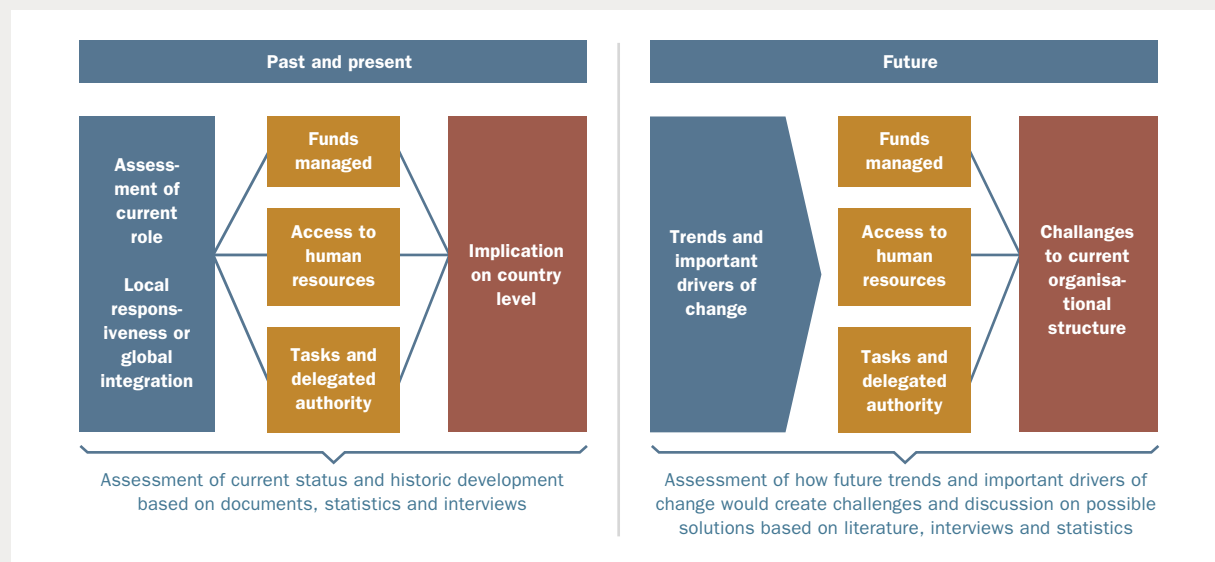 Past and present
Assess-
ment of
current
role
Local
respons-
iveness or
global
integration
Funds
managed
Access to
human
resources
Tasks and
delegated
authority
Implication
on country
level
Assessment of current status and historic development
based on documents, statistics and interviews
Future
Trends and
important
drivers of
change
Funds
managed
Access to
human
resources
Tasks and
delegated
authority
Challanges
to current
organisa-
tional
structure
Assessment of how future trends and important drivers of
change would create challenges and discussion on possible
solutions based on literature, interviews and statistics